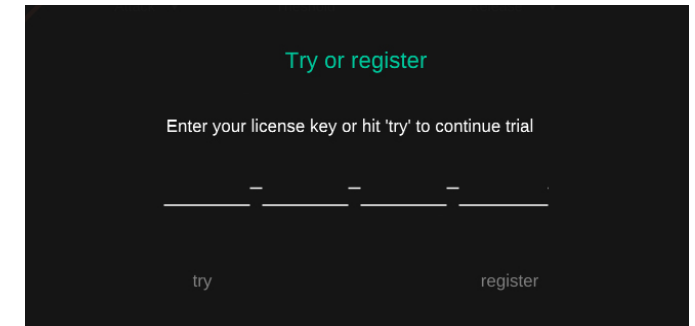 Try or register
Enter your license key or hit 'try' to continue trial
– – –
try register